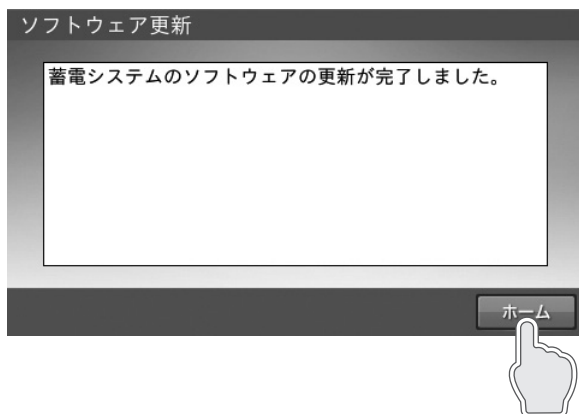 ソフトウェア更新
蓄電システムのソフトウェアの更新が完了しました。
ホーム